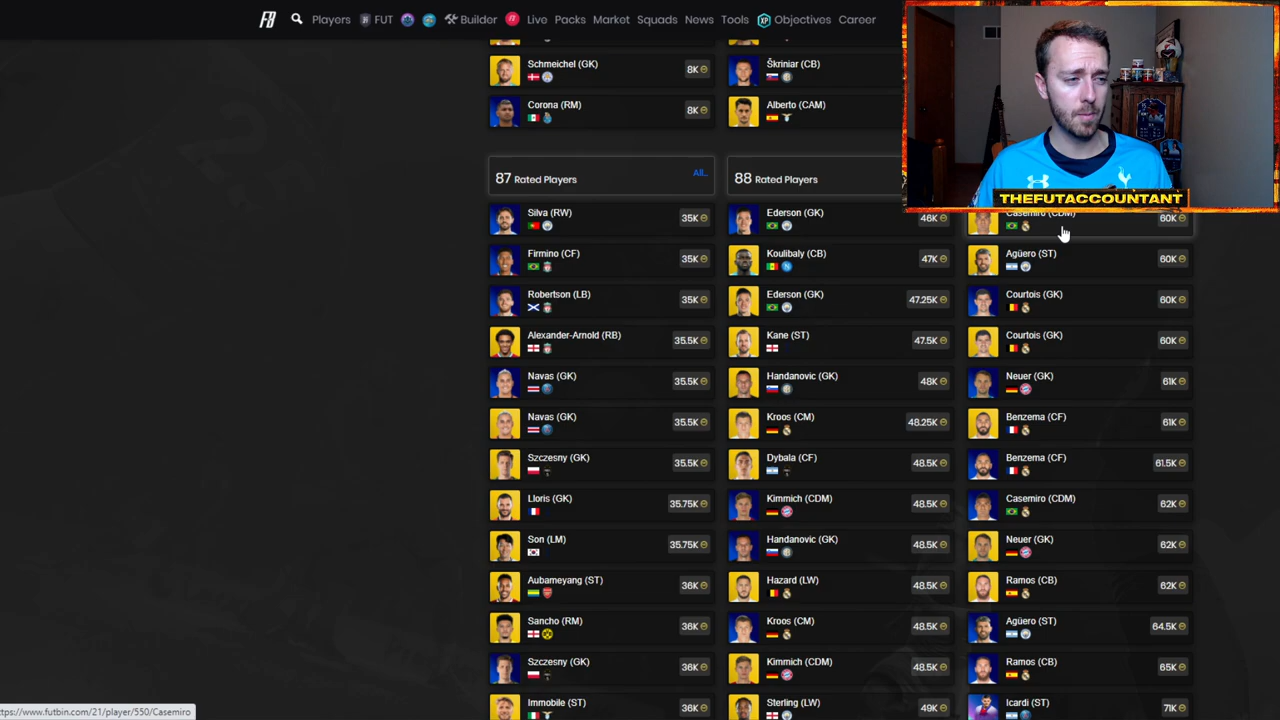 Players FUT Builder Live Packs Market Squads News Tools XP Objectives Career
THEFUTACCOUNTANT
Schmeichel (GK) 8K
Corona (RM) 8K
Škriniar (CB)
Alberto (CAM)
87 Rated Players All..
Silva (RW) 35K
Firmino (CF) 35K
Robertson (LB) 35K
Alexander-Arnold (RB) 35.5K
Navas (GK) 35.5K
Navas (GK) 35.5K
Szczesny (GK) 35.5K
Lloris (GK) 35.75K
Son (LM) 35.75K
Aubameyang (ST) 36K
Sancho (RM) 36K
Szczesny (GK) 36K
Immobile (ST) 36K
88 Rated Players
Ederson (GK) 46K
Koulibaly (CB) 47K
Ederson (GK) 47.25K
Kane (ST) 47.5K
Handanovic (GK) 48K
Kroos (CM) 48.25K
Dybala (CF) 48.5K
Kimmich (CDM) 48.5K
Handanovic (GK) 48.5K
Hazard (LW) 48.5K
Kroos (CM) 48.5K
Kimmich (CDM) 48.5K
Sterling (LW) 49K
Casemiro (CDM) 60K
Agüero (ST) 60K
Courtois (GK) 60K
Courtois (GK) 60K
Neuer (GK) 61K
Benzema (CF) 61K
Benzema (CF) 61.5K
Casemiro (CDM) 62K
Neuer (GK) 62K
Ramos (CB) 62K
Agüero (ST) 64.5K
Ramos (CB) 65K
Icardi (ST) 71K
ttps://www.futbin.com/21/player/550/Casemiro